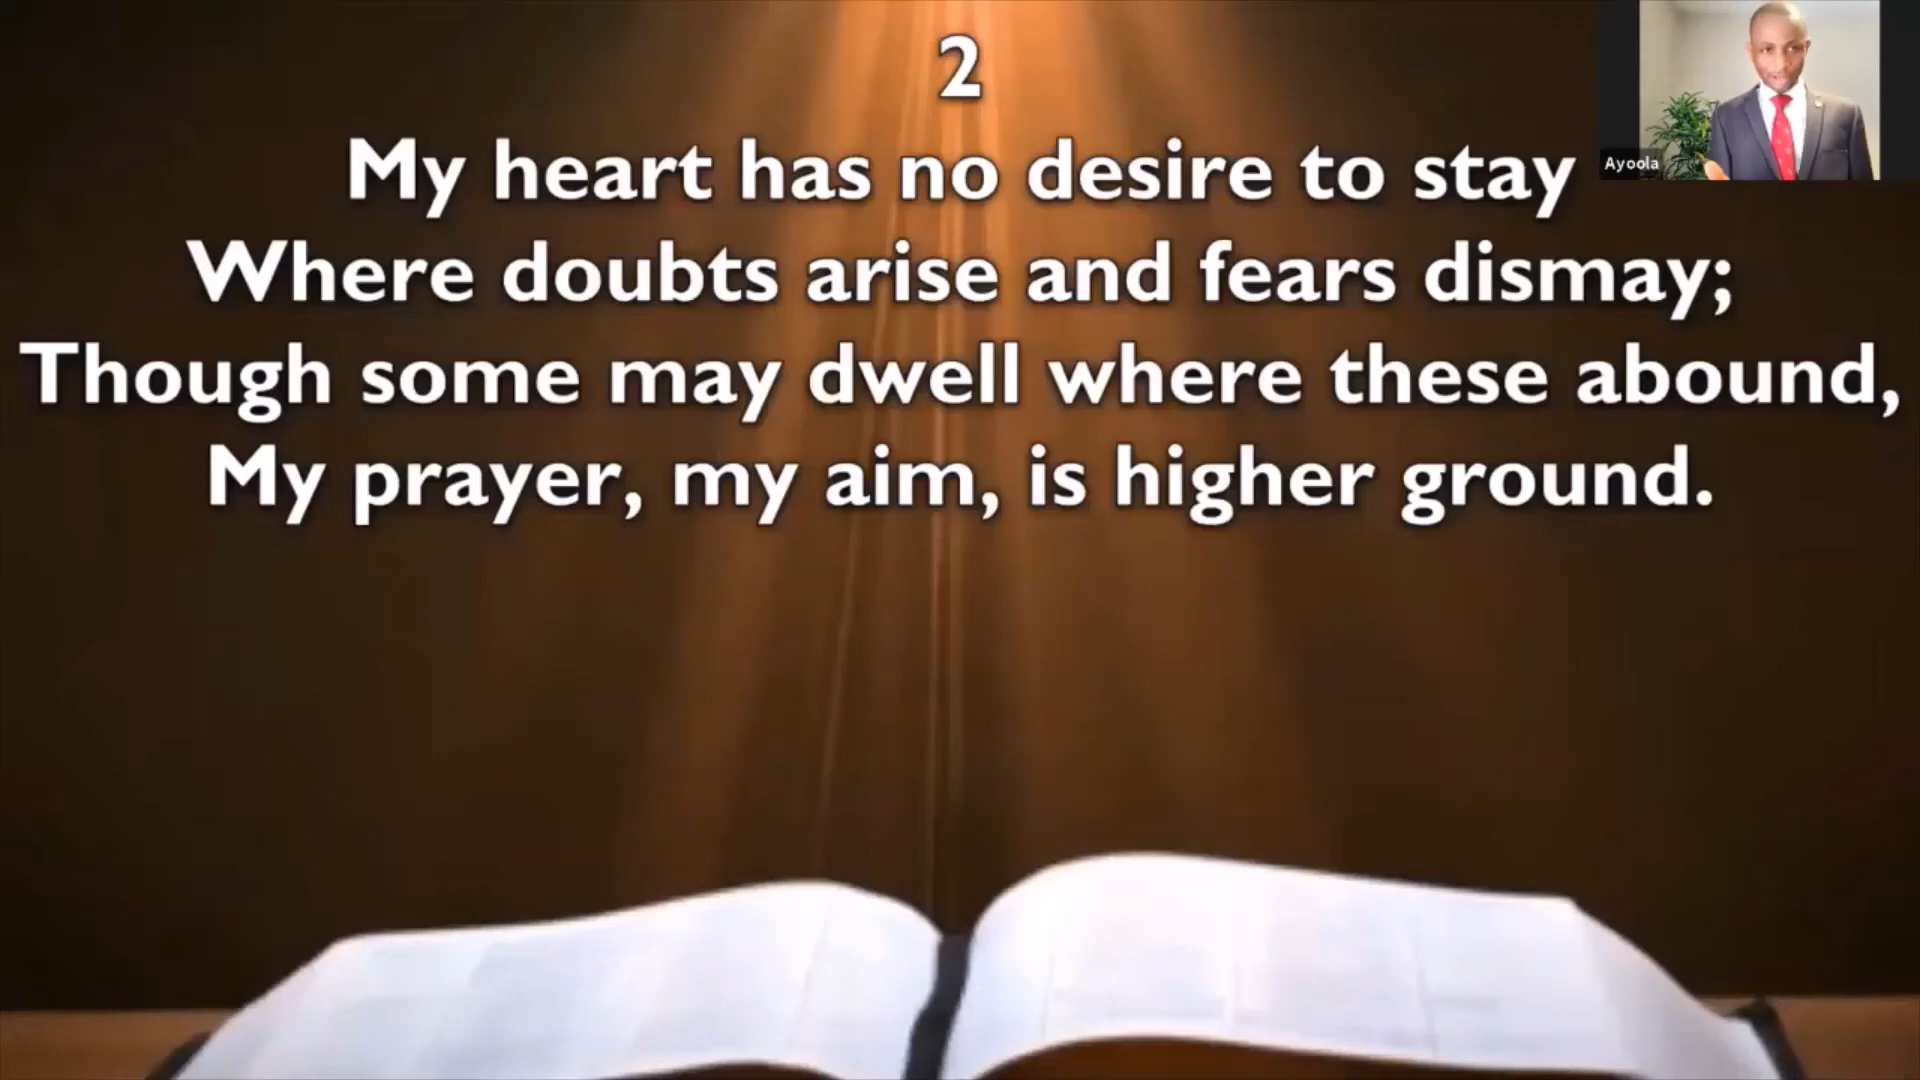 2
My heart has no desire to stay
Where doubts arise and fears dismay;
Though some may dwell where these abound,
My prayer, my aim, is higher ground.
Ayoola